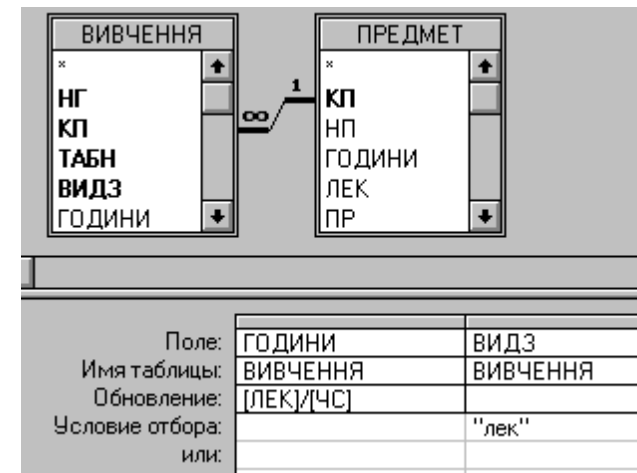 ВИВЧЕННЯ
*
НГ
КП
ТАБН
ВИДЗ
ГОДИНИ
∞ 1
ПРЕДМЕТ
*
КП
НП
ГОДИНИ
ЛЕК
ПР
Поле: ГОДИНИ ВИДЗ
Имя таблицы: ВИВЧЕННЯ ВИВЧЕННЯ
Обновление: [ЛЕК]/[ЧС]
Условие отбора: "лек"
или: